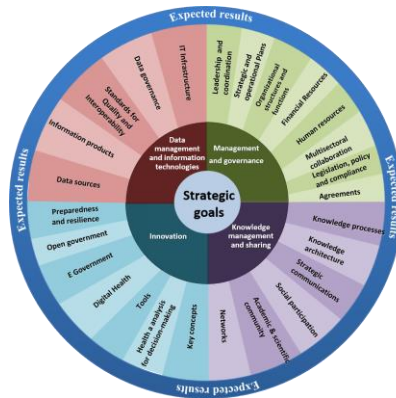 Expected results
IT Infrastructure
Data governance
Standards for
Quality and
Interoperability
Information products
Data sources
Leadership and
coordination
Strategic and
operational Plans
Organizational
structures and
functions
Financial Resources
Human resources
Multisectoral
collaboration
Legislation, policy
and compliance
Agreements
Data
management
and information
technologies
Management
and governance
Strategic
goals
Innovation
Knowledge
management
and sharing
Expected results
Expected results
Preparedness
and resilience
Open government
E Government
Digital Health
Tools
Health a analysis
for decision-making
Key concepts
Knowledge processes
Knowledge
architecture
Strategic
communications
Social participation
Academic & scientific
community
Networks
Expected results